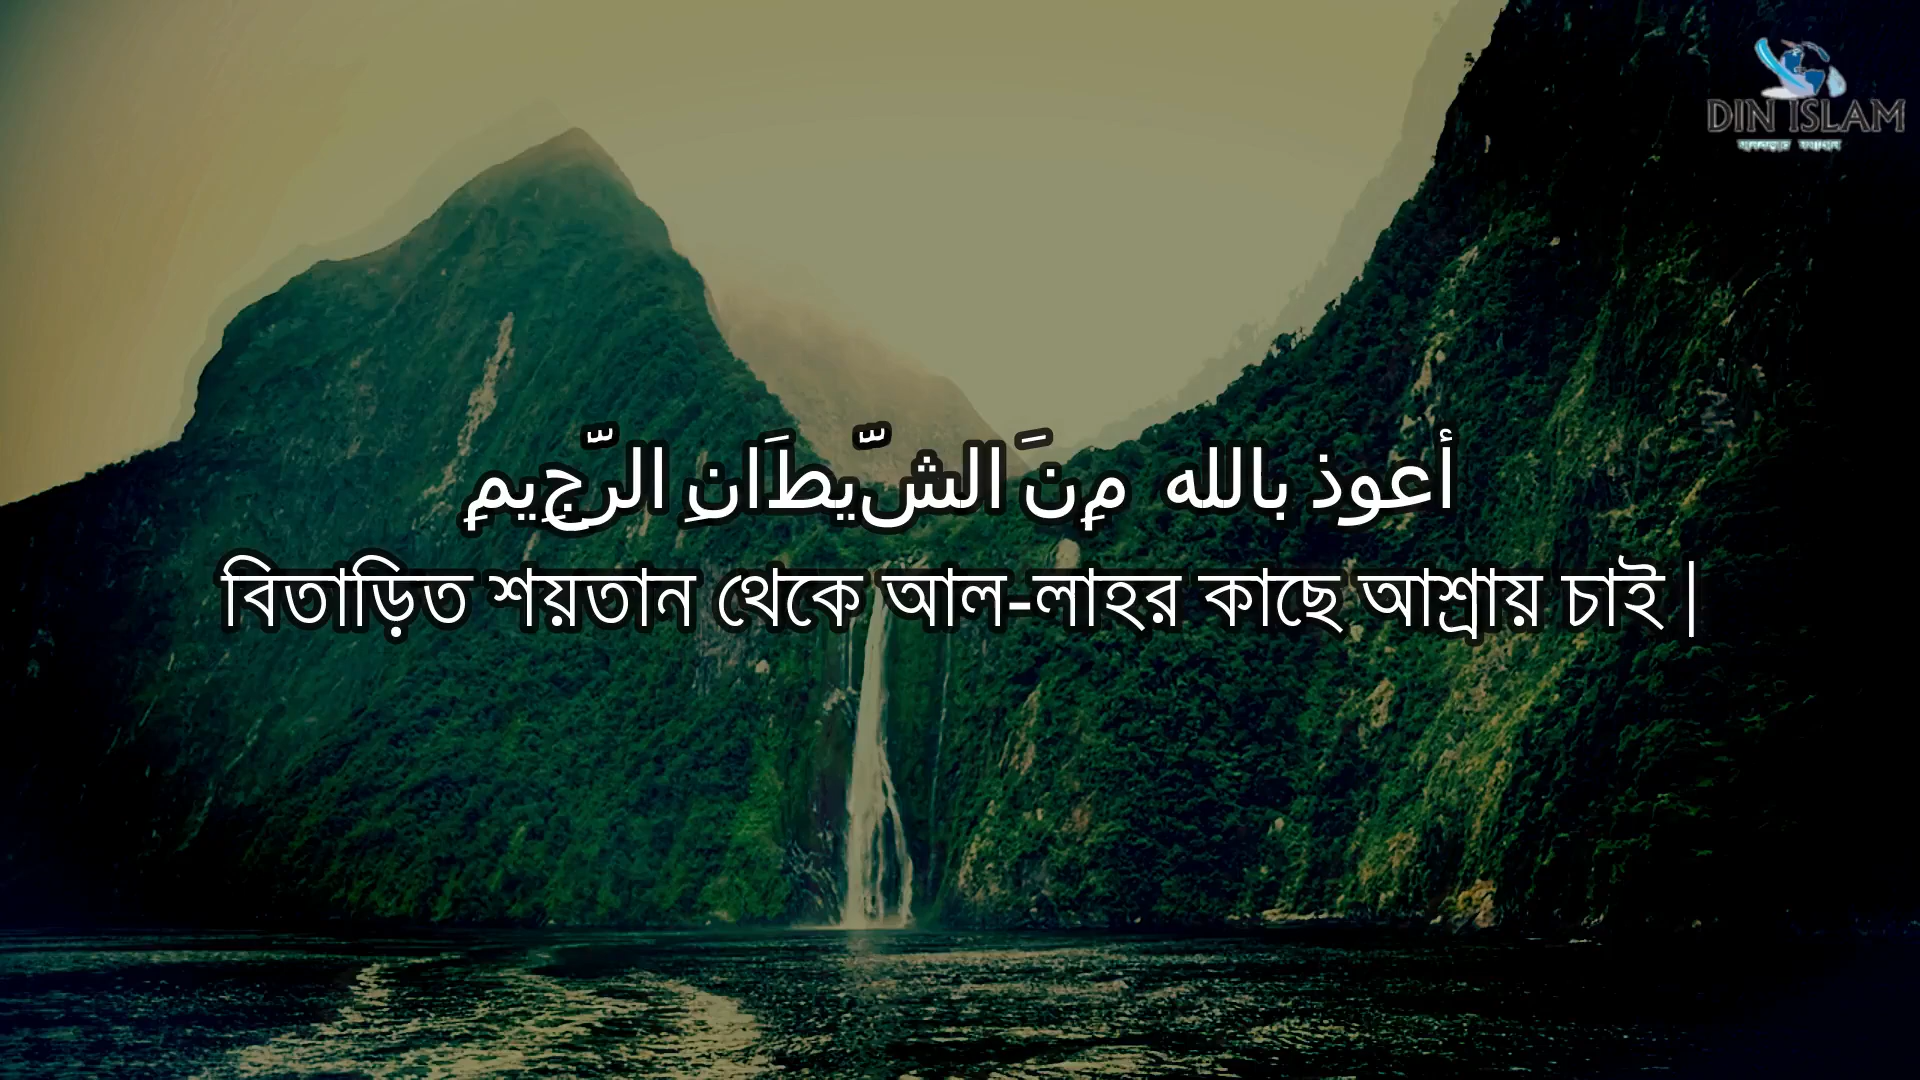 DIN ISLAM
أعوذ بالله مِنَ الشَّيطَانِ الرَّجِيمِ
বিতাড়িত শয়তান থেকে আল-লাহর কাছে আশ্রায় চাই |